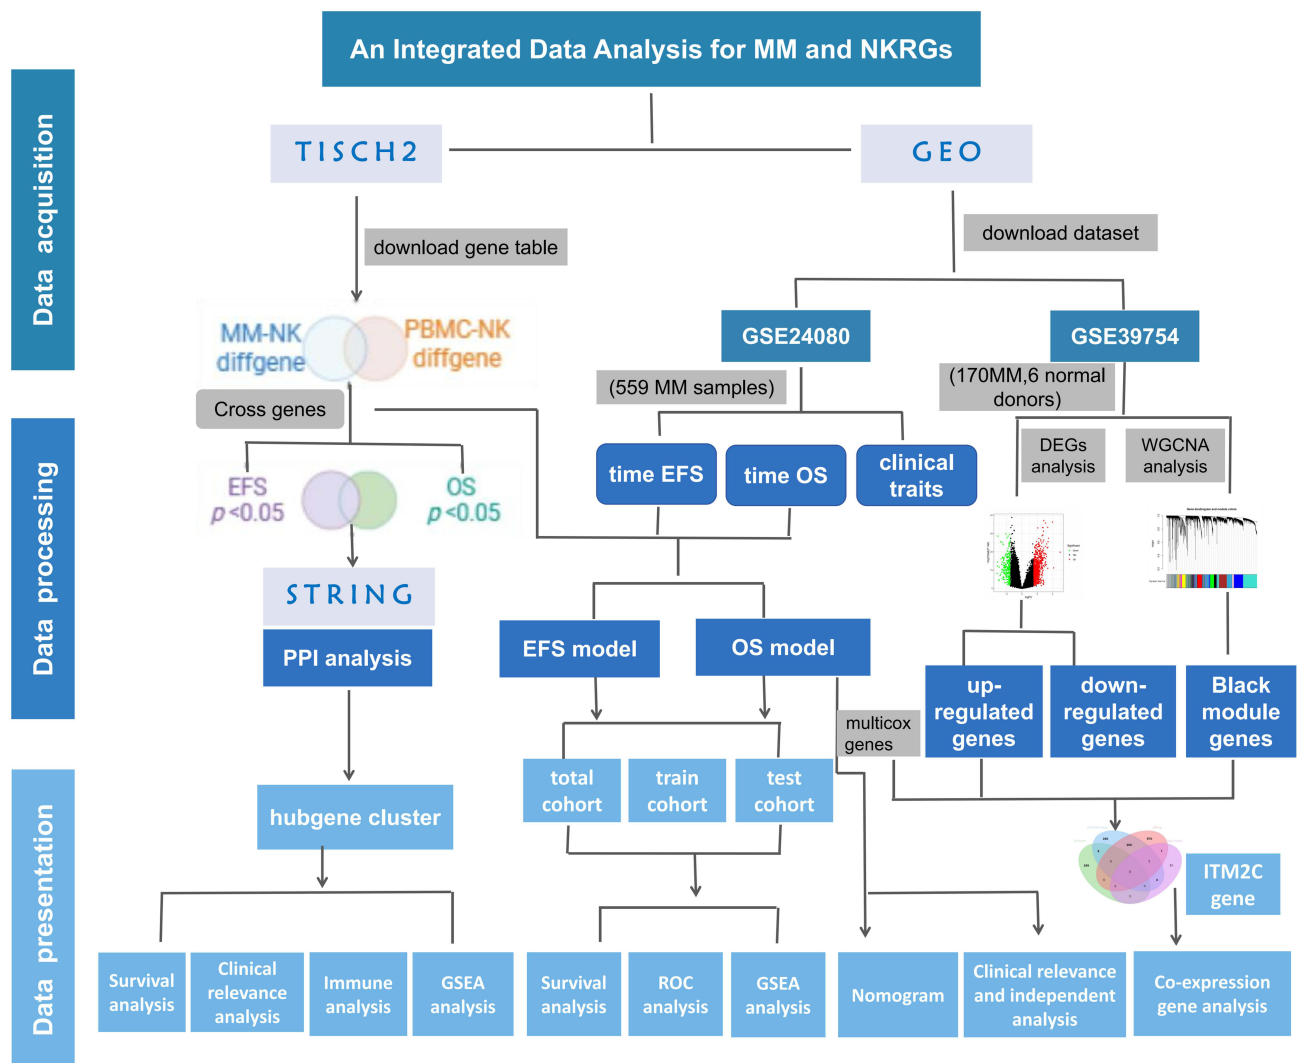 An Integrated Data Analysis for MM and NKRGs
Data acquisition
TISCH2
GEO
download gene table
download dataset
MM-NK
diffgene
PBMC-NK
diffgene
GSE24080
GSE39754
(559 MM samples)
(170MM,6 normal
donors)
Cross genes
Data processing
EFS
p<0.05
OS
p<0.05
time EFS
time OS
clinical
traits
DEGs
analysis
WGCNA
analysis
STRING
PPI analysis
EFS model
OS model
up-
regulated
genes
down-
regulated
genes
Black
module
genes
multicox
genes
Data presentation
hubgene cluster
total
cohort
train
cohort
test
cohort
ITM2C
gene
Survival
analysis
Clinical
relevance
analysis
Immune
analysis
GSEA
analysis
Survival
analysis
ROC
analysis
GSEA
analysis
Nomogram
Clinical relevance
and independent
analysis
Co-expression
gene analysis